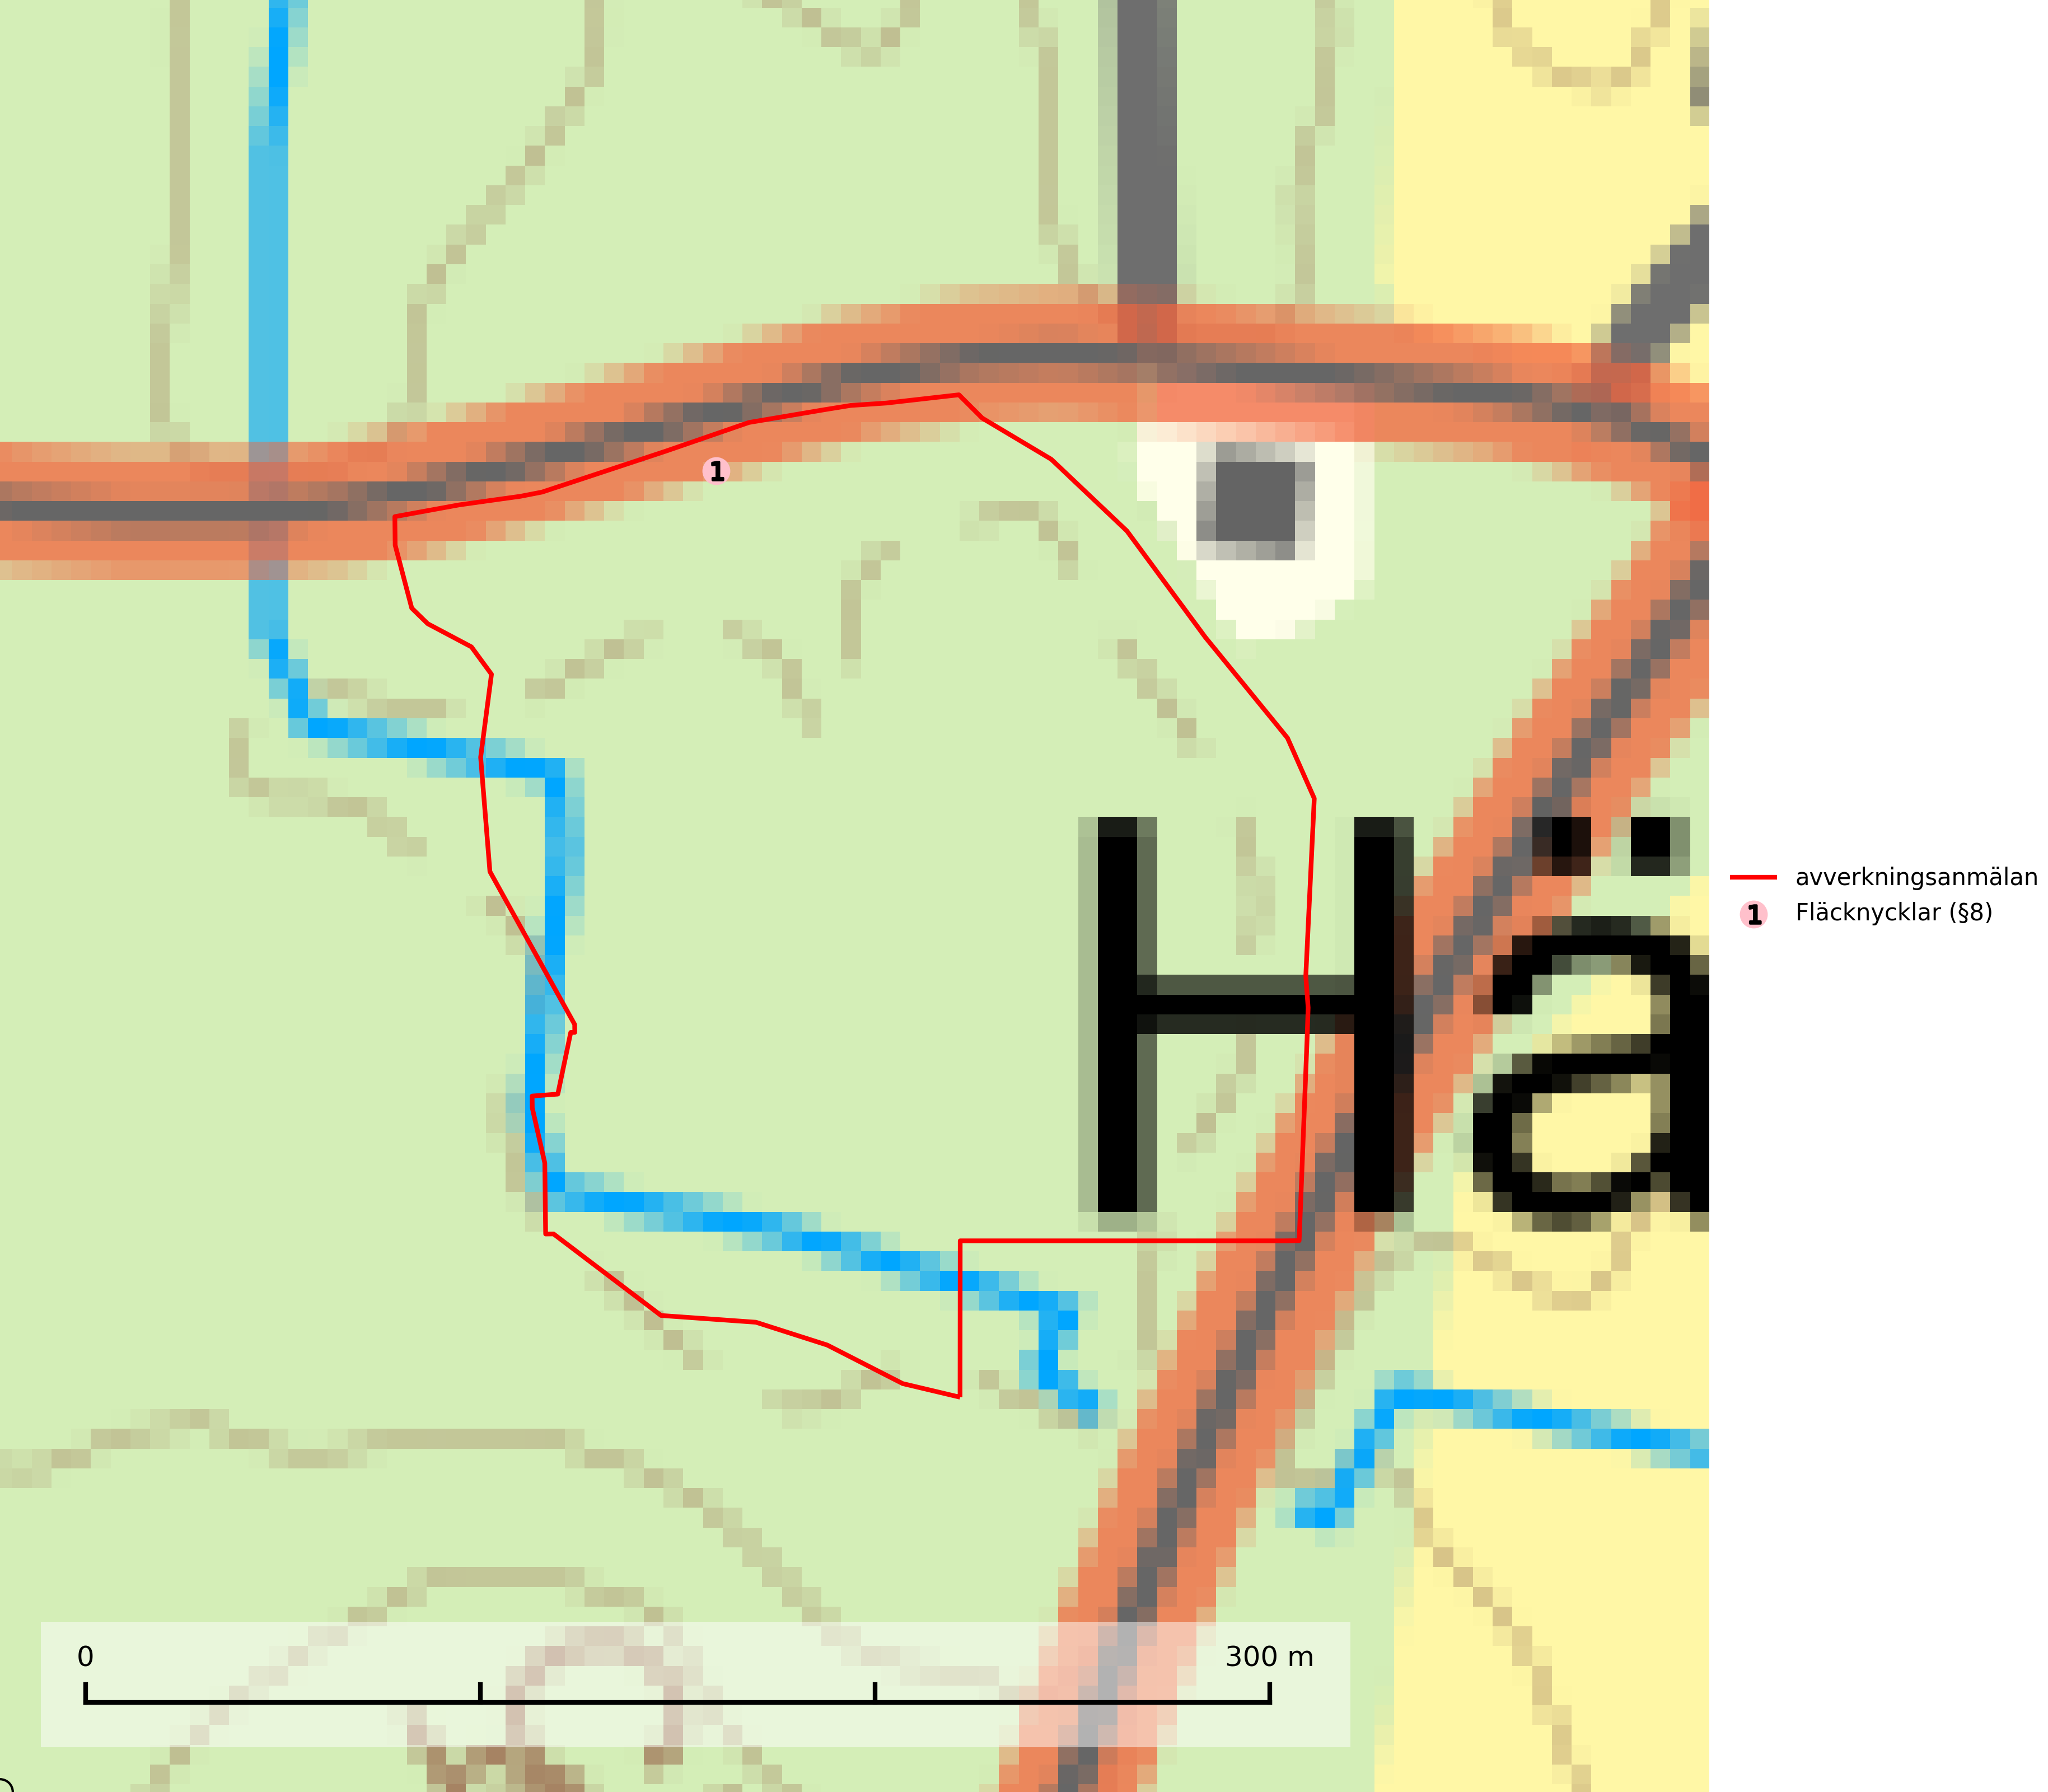 1
Hä
avverkningsanmälan
1 Fläcknycklar (§8)
0 300 m